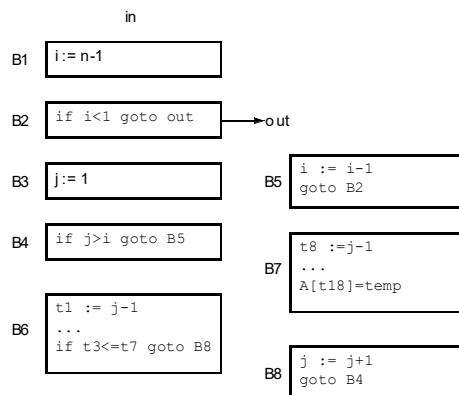 in
B1
i := n-1
B2
if i<1 goto out
out
B3
j := 1
B4
if j>i goto B5
B6
t1 := j-1
...
if t3<=t7 goto B8
B5
i := i-1
goto B2
B7
t8 :=j-1
...
A[t18]=temp
B8
j := j+1
goto B4